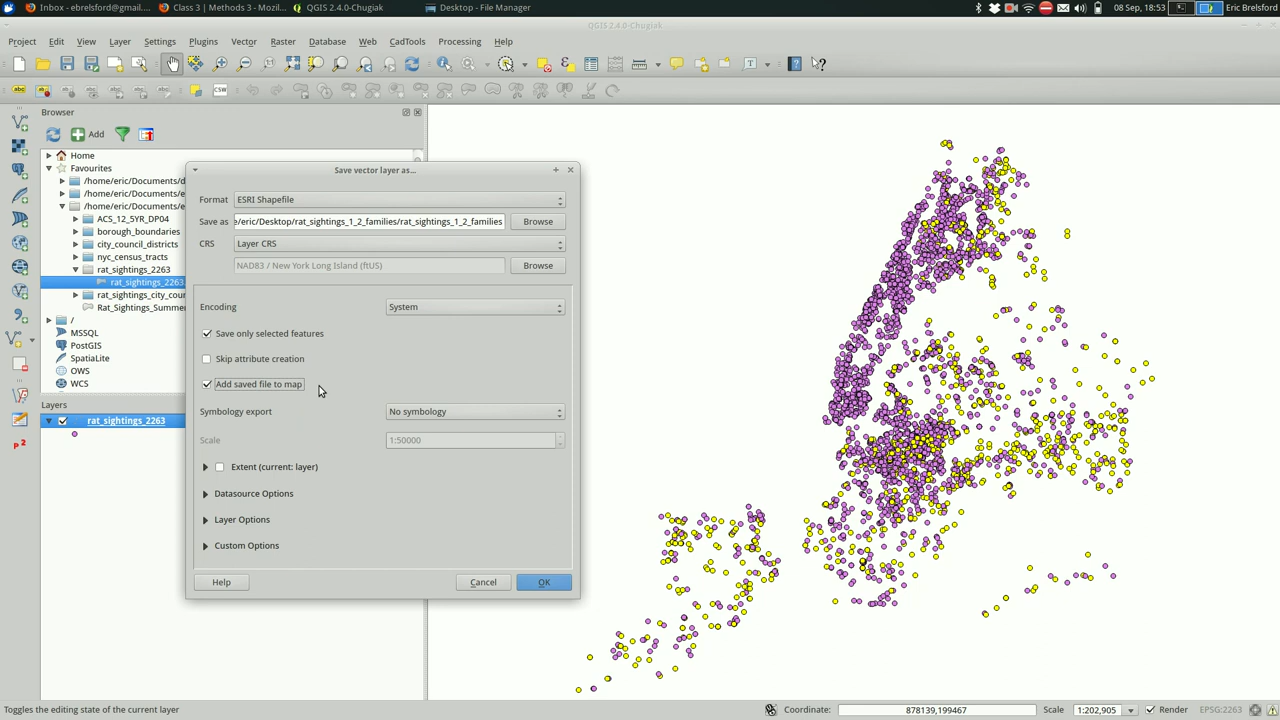 Inbox - ebrelsford@gmail...
Class 3 | Methods 3 - Mozill...
QGIS 2.4.0-Chugiak
Desktop - File Manager
08 Sep, 18:53
Eric Brelsford
QGIS 2.4.0-Chugiak
Project Edit View Layer Settings Plugins Vector Raster Database Web CadTools Processing Help
Browser
Add
Home
Favourites
/home/eric/Documents/d
/home/eric/Documents/e
/home/eric/Documents/e
ACS_12_5YR_DP04
borough_boundaries
city_council_districts
nyc_census_tracts
rat_sightings_2263
rat_sightings_2263.
rat_sightings_city_cour
Rat_Sightings_Summer
/
MSSQL
PostGIS
SpatiaLite
OWS
WCS
Layers
rat_sightings_2263
Save vector layer as...
Format ESRI Shapefile
Save as e/eric/Desktop/rat_sightings_1_2_families/rat_sightings_1_2_families Browse
CRS Layer CRS
NAD83 / New York Long Island (ftUS) Browse
Encoding System
Save only selected features
Skip attribute creation
Add saved file to map
Symbology export No symbology
Scale 1:50000
Extent (current: layer)
Datasource Options
Layer Options
Custom Options
Help Cancel OK
Toggles the editing state of the current layer
Coordinate: 878139,199467 Scale 1:202,905 Render EPSG:2263